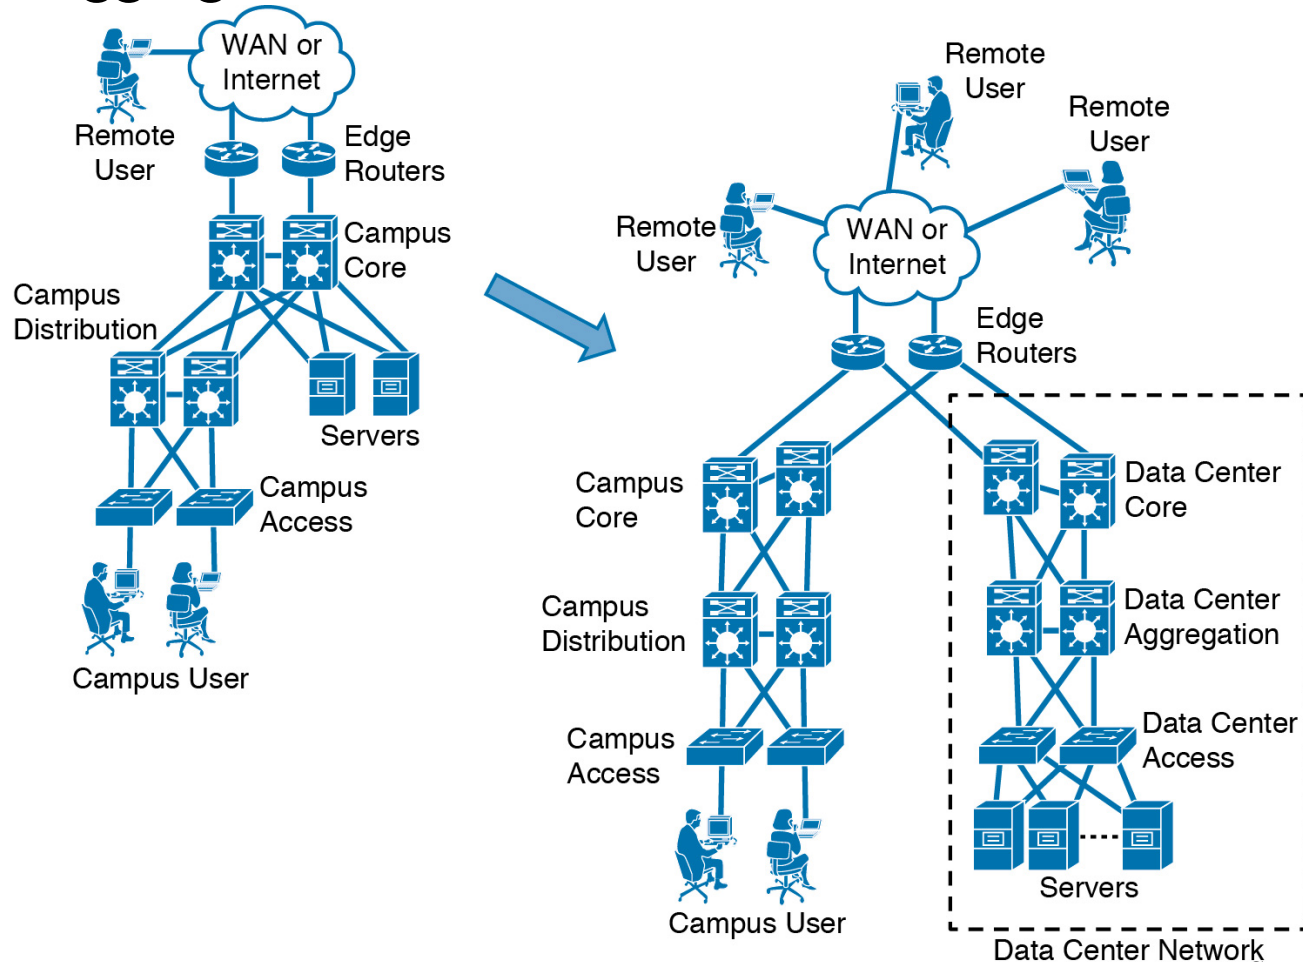 WAN or
Internet
Remote
User
Edge
Routers
Campus
Core
Campus
Distribution
Servers
Campus
Access
Campus User
Remote
User
Remote
User
Remote
User
WAN or
Internet
Edge
Routers
Campus
Core
Data Center
Core
Campus
Distribution
Data Center
Aggregation
Campus
Access
Data Center
Access
Servers
Campus User
Data Center Network